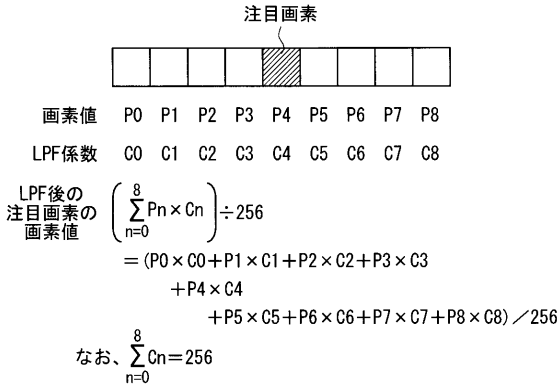 注目画素
画素値 P0 P1 P2 P3 P4 P5 P6 P7 P8
LPF係数 C0 C1 C2 C3 C4 C5 C6 C7 C8
LPF後の
注目画素の
画素値
(8∑n=0 Pn×Cn)÷256
=(P0×C0+P1×C1+P2×C2+P3×C3
+P4×C4
+P5×C5+P6×C6+P7×C7+P8×C8)/256
なお、8∑n=0 Cn=256